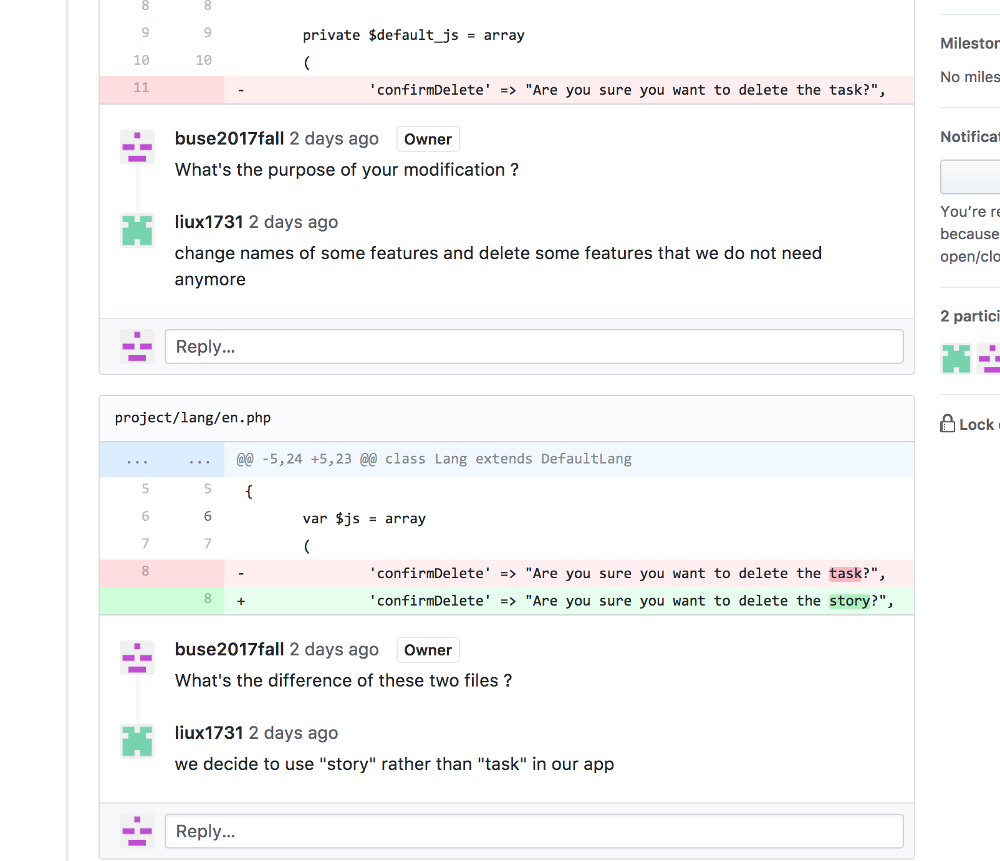 8 8
9 9 private $default_js = array
10 10 (
11 - 'confirmDelete' => "Are you sure you want to delete the task?",
buse2017fall 2 days ago Owner
What's the purpose of your modification ?
liux1731 2 days ago
change names of some features and delete some features that we do not need
anymore
Reply...
project/lang/en.php
... ... @@ -5,24 +5,23 @@ class Lang extends DefaultLang
5 5 {
6 6 var $js = array
7 7 (
8 - 'confirmDelete' => "Are you sure you want to delete the task?",
8 + 'confirmDelete' => "Are you sure you want to delete the story?",
buse2017fall 2 days ago Owner
What's the difference of these two files ?
liux1731 2 days ago
we decide to use "story" rather than "task" in our app
Reply...
Mileston
No miles
Notificat
You're re
because
open/clo
2 partici
Lock